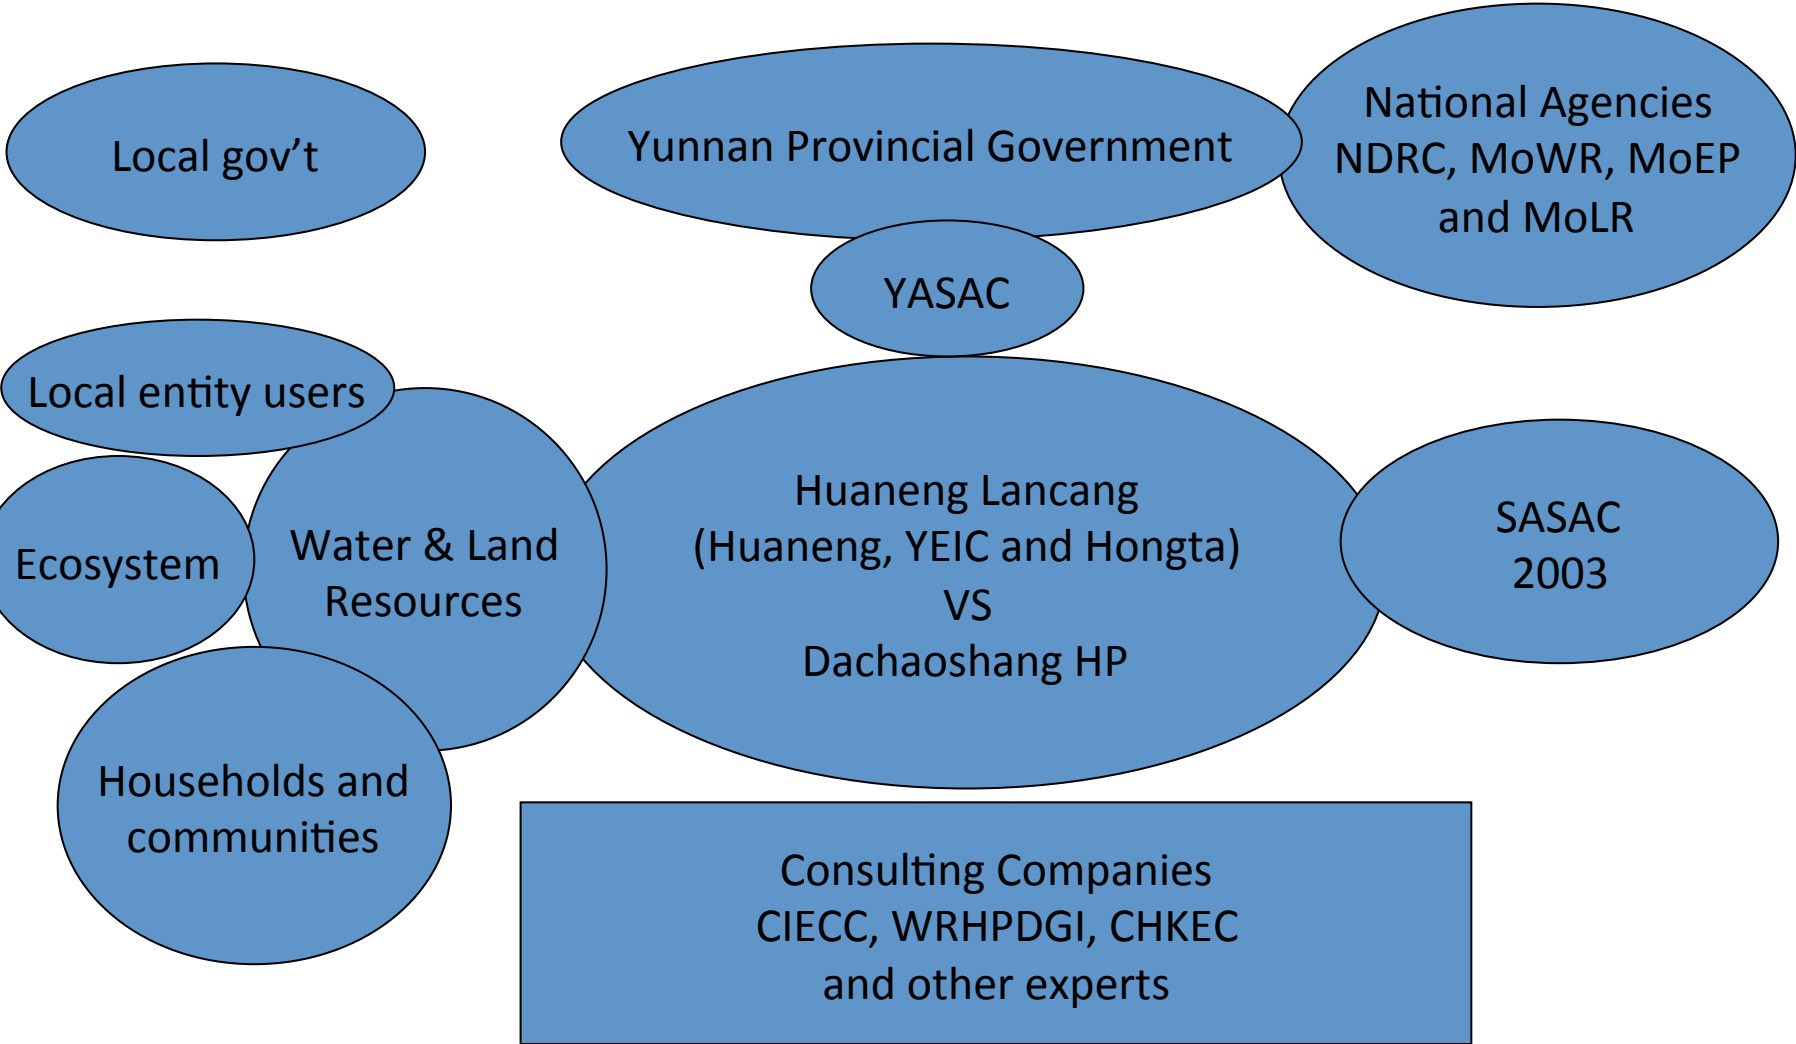 Local gov’t
Yunnan Provincial Government
National Agencies
NDRC, MoWR, MoEP
and MoLR
YASAC
Local entity users
Ecosystem
Water & Land
Resources
Huaneng Lancang
(Huaneng, YEIC and Hongta)
VS
Dachaoshang HP
SASAC
2003
Households and
communities
Consulting Companies
CIECC, WRHPDGI, CHKEC
and other experts